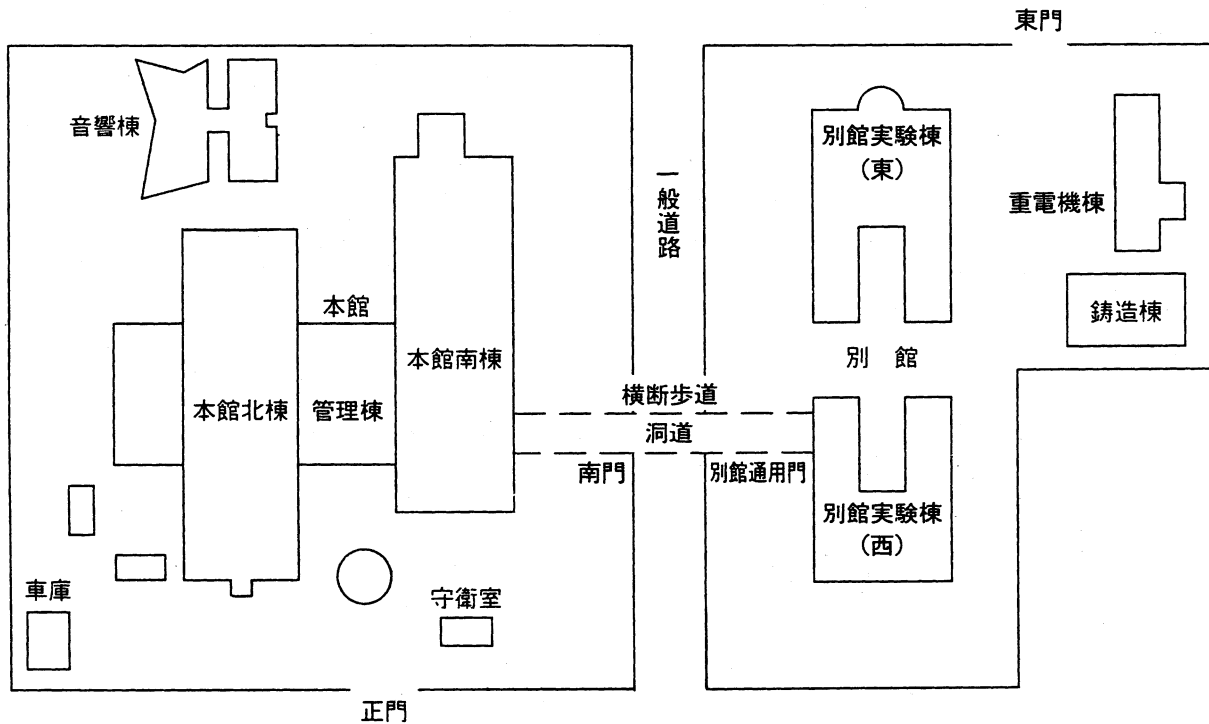 東門
音響棟
一般道路
別館実験棟
（東）
重電機棟
本館
鋳造棟
本館南棟
別館
本館北棟
管理棟
横断歩道
洞道
南門
別館通用門
別館実験棟
（西）
車庫
守衛室
正門